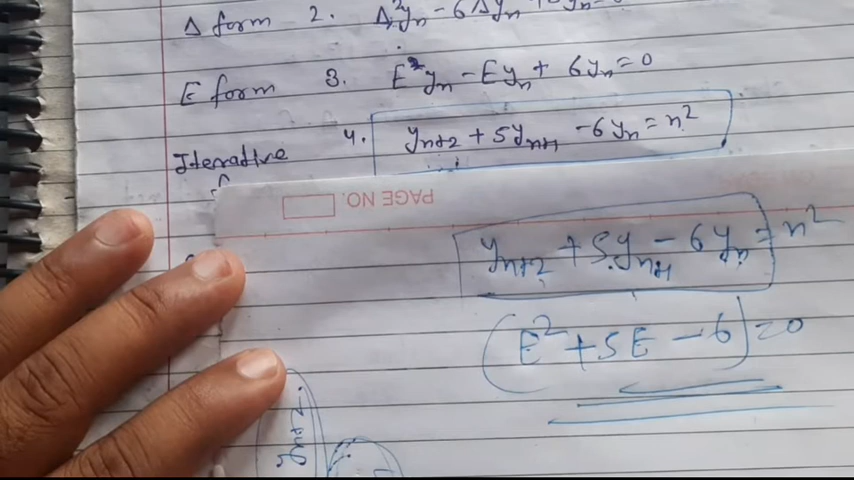 Δ form 2. Δ²yₙ - 6Δyₙ
E form 3. E²yₙ - Eyₙ + 6yₙ = 0
Iterative 4. yₙ₊₂ + 5yₙ₊₁ - 6yₙ = n²
PAGE NO.
yₙ₊₂ + 5yₙ₊₁ - 6yₙ = n²
(E² + 5E - 6) = 0